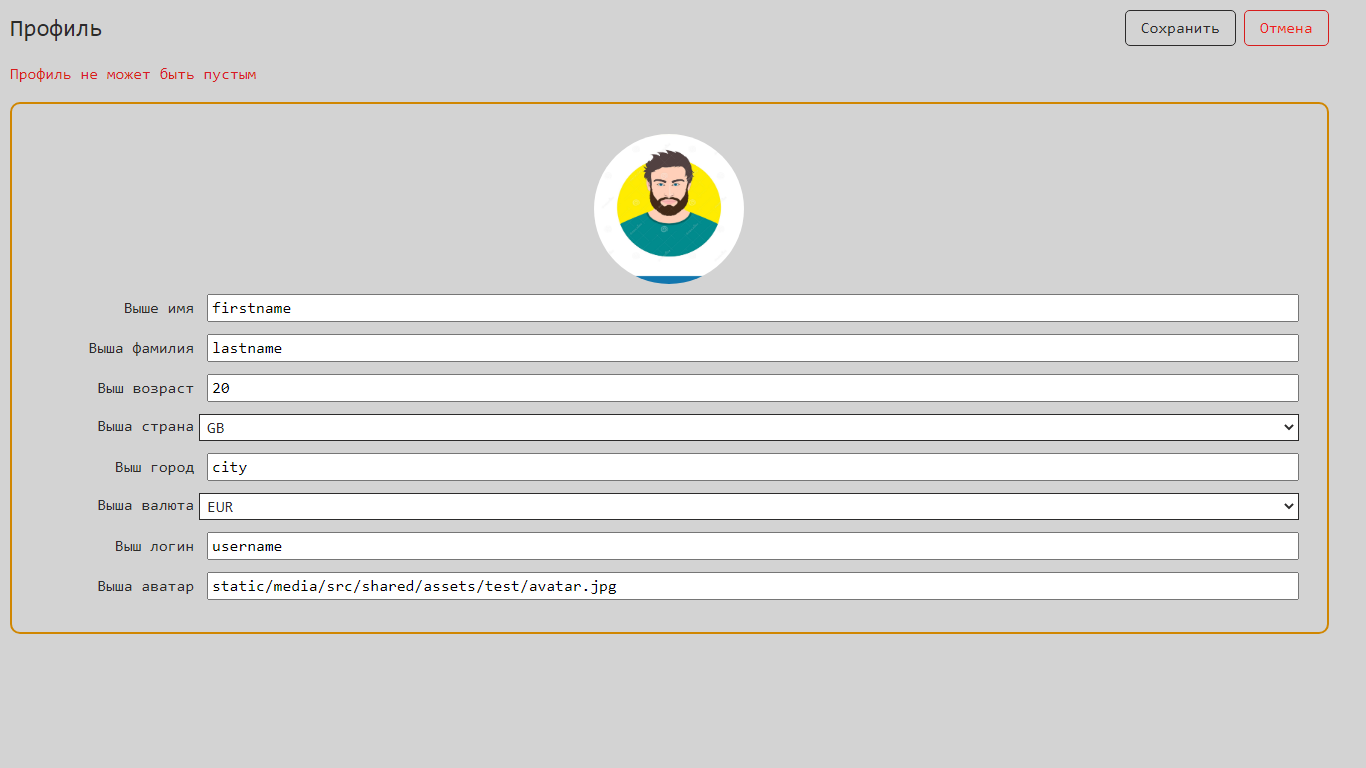 Профиль
Сохранить
Отмена
Профиль не может быть пустым
Выше имя
firstname
Выша фамилия
lastname
Выш возраст
20
Выша страна
GB
Выш город
city
Выша валюта
EUR
Выш логин
username
Выша аватар
static/media/src/shared/assets/test/avatar.jpg